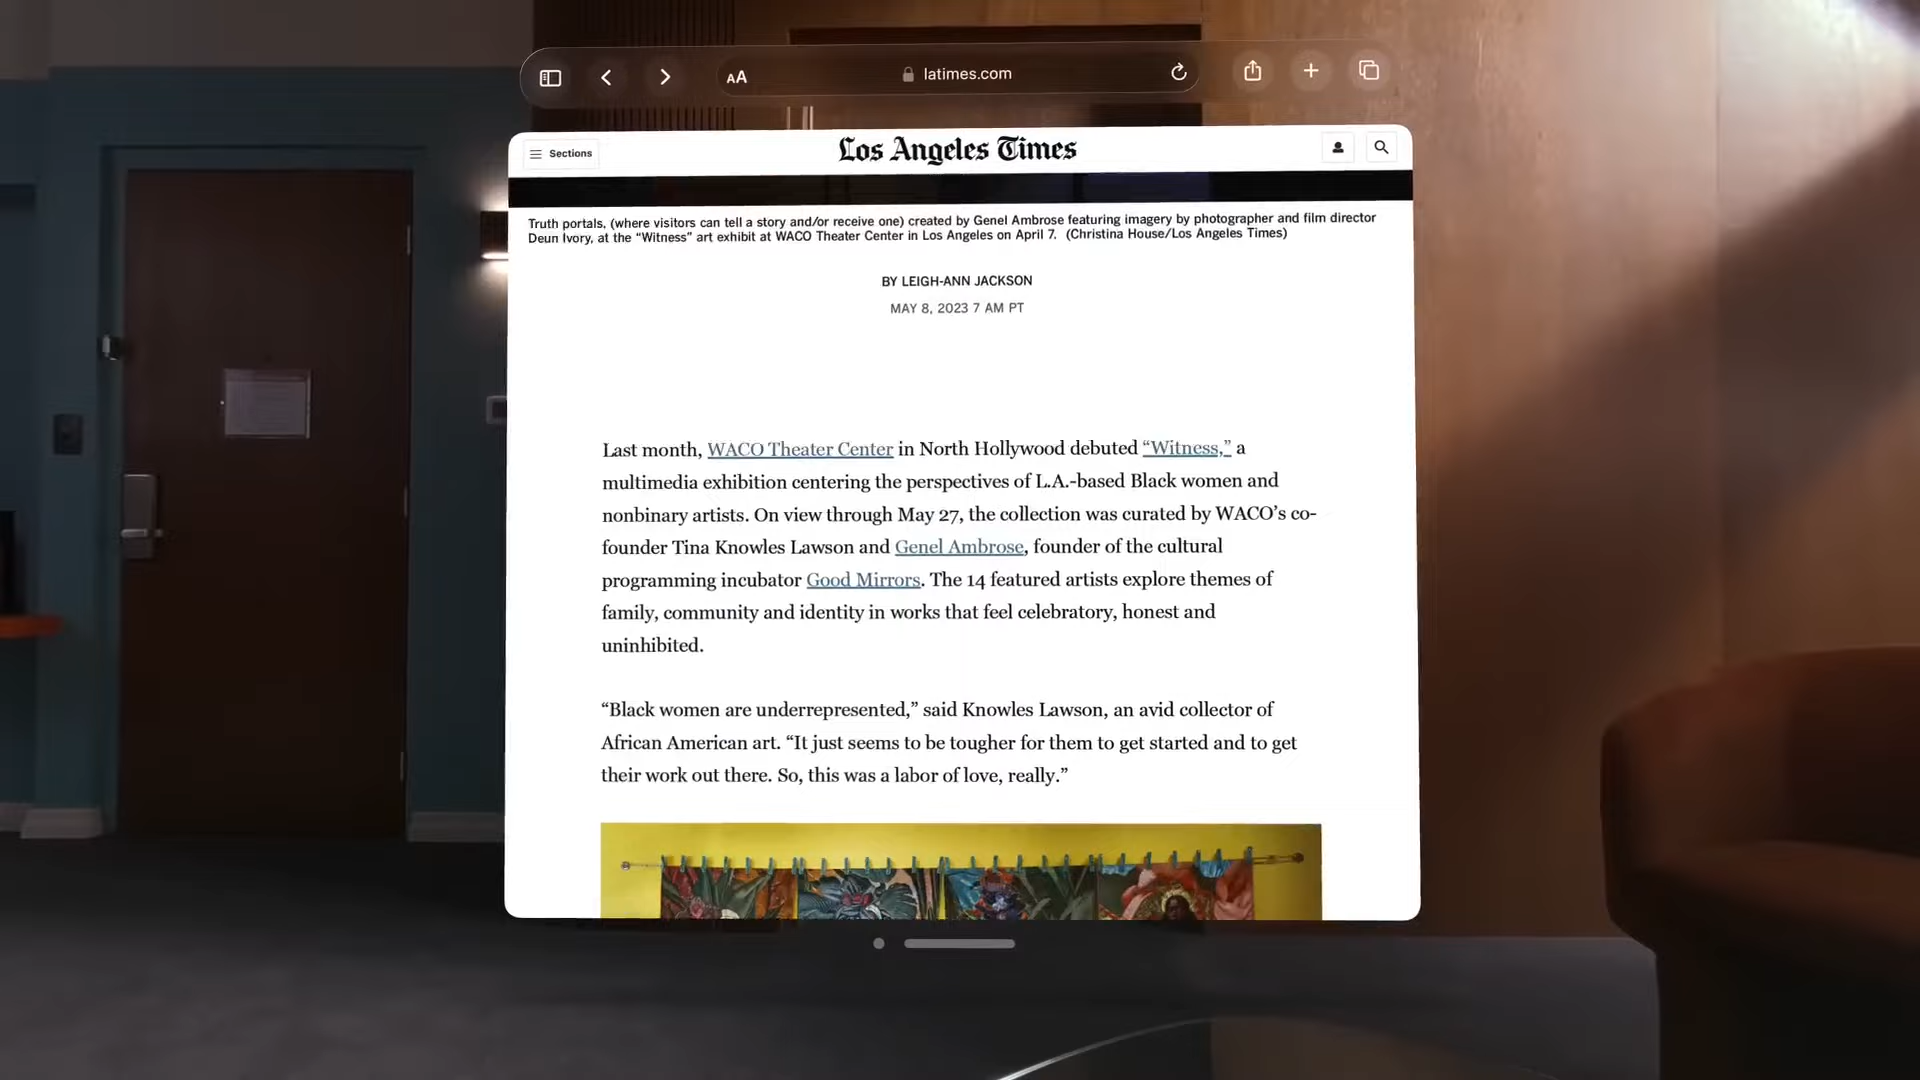 AA
latimes.com
Sections
Los Angeles Times
Truth portals, (where visitors can tell a story and/or receive one) created by Genel Ambrose featuring imagery by photographer and film director
Deun Ivory, at the “Witness” art exhibit at WACO Theater Center in Los Angeles on April 7. (Christina House/Los Angeles Times)
BY LEIGH-ANN JACKSON
MAY 8, 2023 7 AM PT
Last month, WACO Theater Center in North Hollywood debuted “Witness,” a
multimedia exhibition centering the perspectives of L.A.-based Black women and
nonbinary artists. On view through May 27, the collection was curated by WACO’s co-
founder Tina Knowles Lawson and Genel Ambrose, founder of the cultural
programming incubator Good Mirrors. The 14 featured artists explore themes of
family, community and identity in works that feel celebratory, honest and
uninhibited.
“Black women are underrepresented,” said Knowles Lawson, an avid collector of
African American art. “It just seems to be tougher for them to get started and to get
their work out there. So, this was a labor of love, really.”